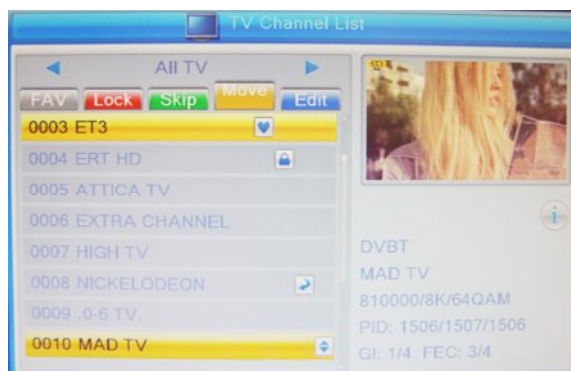 TV Channel List
All TV
FAV Lock Skip Move Edit
0003 ET3
0004 ERT HD
0005 ATTICA TV
0006 EXTRA CHANNEL
0007 HIGH TV
0008 NICKELODEON
0009 .0-6 TV.
0010 MAD TV
i
DVBT
MAD TV
810000/8K/64QAM
PID: 1506/1507/1506
GI: 1/4 FEC: 3/4